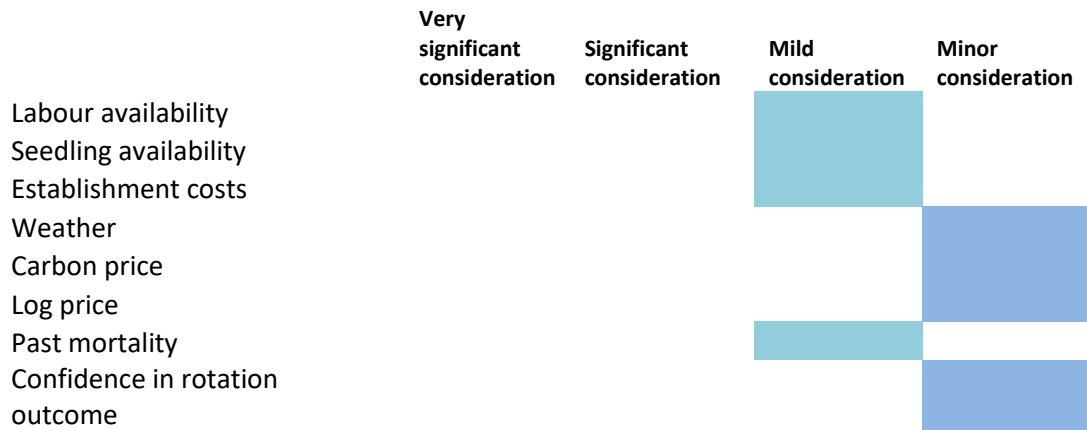 Very
significant
consideration
Significant
consideration
Mild
consideration
Minor
consideration
Labour availability
Seedling availability
Establishment costs
Weather
Carbon price
Log price
Past mortality
Confidence in rotation
outcome